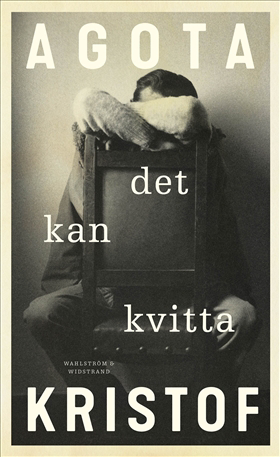 AGOTA
det
kan
kvitta
WAHLSTRÖM &
WIDSTRAND
KRISTOF